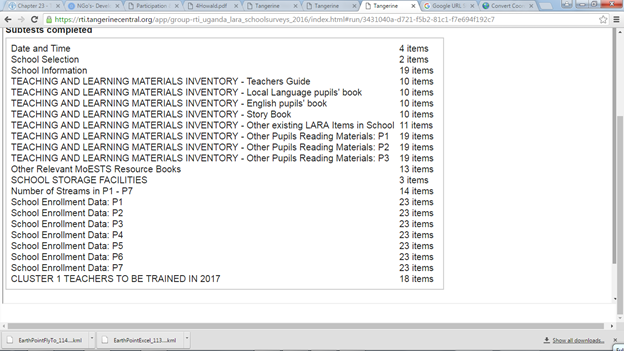 Chapter 23 -
NGo's- Deve
Participation -
4Howald.pdf
Tangerine
Tangerine
Tangerine
Google URL S
Convert Coo
https://rti.tangerinecentral.org/app/group-rti_uganda_lara_schoolsurveys_2016/index.html#run/3431040a-d721-f5b2-81c1-f7e694f192c7
Subtests completed
Date and Time 4 items
School Selection 2 items
School Information 19 items
TEACHING AND LEARNING MATERIALS INVENTORY - Teachers Guide 10 items
TEACHING AND LEARNING MATERIALS INVENTORY - Local Language pupils' book 10 items
TEACHING AND LEARNING MATERIALS INVENTORY - English pupils' book 10 items
TEACHING AND LEARNING MATERIALS INVENTORY - Story Book 10 items
TEACHING AND LEARNING MATERIALS INVENTORY - Other existing LARA Items in School 11 items
TEACHING AND LEARNING MATERIALS INVENTORY - Other Pupils Reading Materials: P1 19 items
TEACHING AND LEARNING MATERIALS INVENTORY - Other Pupils Reading Materials: P2 19 items
TEACHING AND LEARNING MATERIALS INVENTORY - Other Pupils Reading Materials: P3 19 items
Other Relevant MoESTS Resource Books 13 items
SCHOOL STORAGE FACILITIES 3 items
Number of Streams in P1 - P7 14 items
School Enrollment Data: P1 23 items
School Enrollment Data: P2 23 items
School Enrollment Data: P3 23 items
School Enrollment Data: P4 23 items
School Enrollment Data: P5 23 items
School Enrollment Data: P6 23 items
School Enrollment Data: P7 23 items
CLUSTER 1 TEACHERS TO BE TRAINED IN 2017 18 items
EarthPointFlyTo_114....kml
EarthPointExcel_113....kml
Show all downloads...